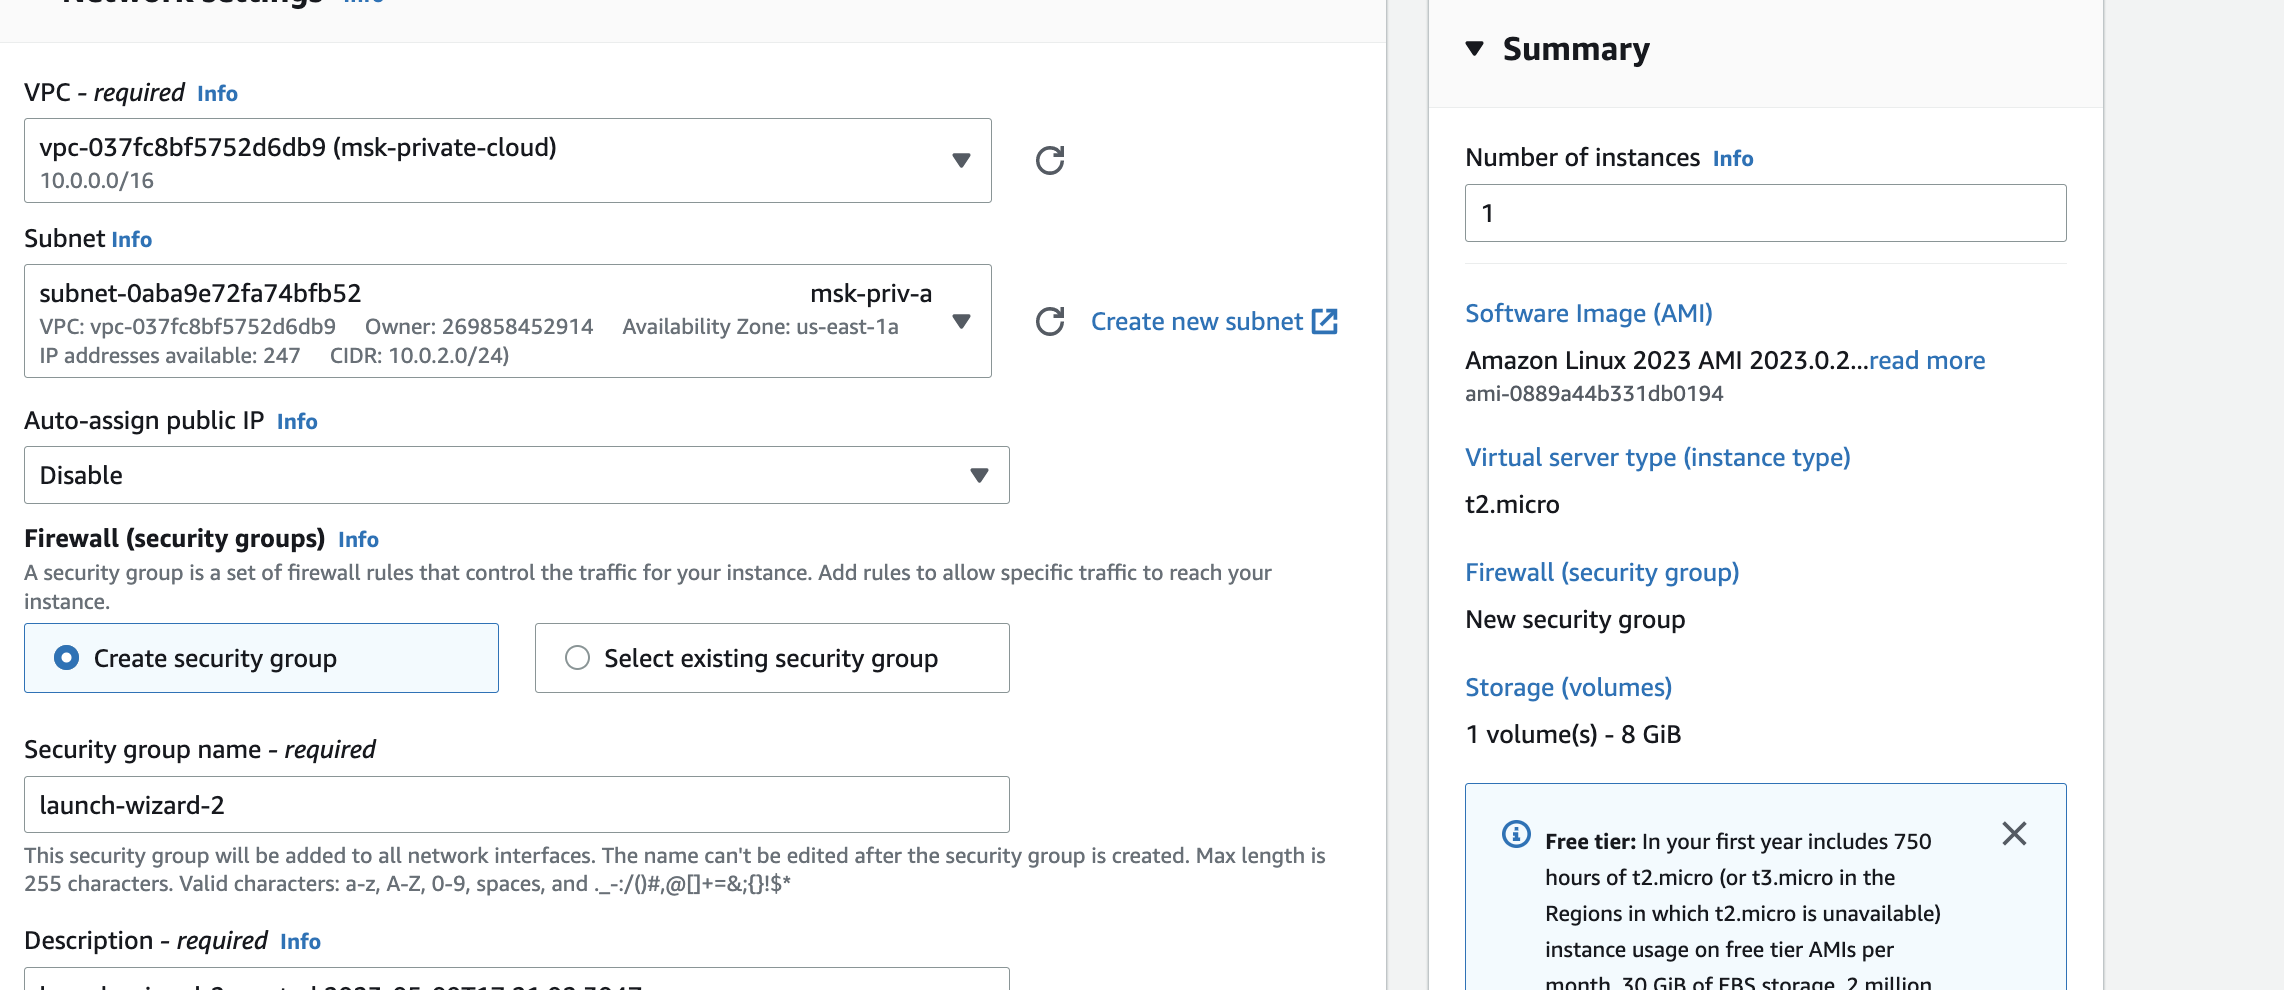 Network settings Info
VPC - required Info
vpc-037fc8bf5752d6db9 (msk-private-cloud)
10.0.0.0/16
Subnet Info
subnet-0aba9e72fa74bfb52 msk-priv-a
VPC: vpc-037fc8bf5752d6db9 Owner: 269858452914 Availability Zone: us-east-1a
IP addresses available: 247 CIDR: 10.0.2.0/24)
Create new subnet
Auto-assign public IP Info
Disable
Firewall (security groups) Info
A security group is a set of firewall rules that control the traffic for your instance. Add rules to allow specific traffic to reach your
instance.
Create security group
Select existing security group
Security group name - required
launch-wizard-2
This security group will be added to all network interfaces. The name can't be edited after the security group is created. Max length is
255 characters. Valid characters: a-z, A-Z, 0-9, spaces, and ._-:/()#,@[]+=&;{}!$*
Description - required Info
Summary
Number of instances Info
1
Software Image (AMI)
Amazon Linux 2023 AMI 2023.0.2...read more
ami-0889a44b331db0194
Virtual server type (instance type)
t2.micro
Firewall (security group)
New security group
Storage (volumes)
1 volume(s) - 8 GiB
Free tier: In your first year includes 750
hours of t2.micro (or t3.micro in the
Regions in which t2.micro is unavailable)
instance usage on free tier AMIs per
month, 30 GiB of EBS storage, 2 million